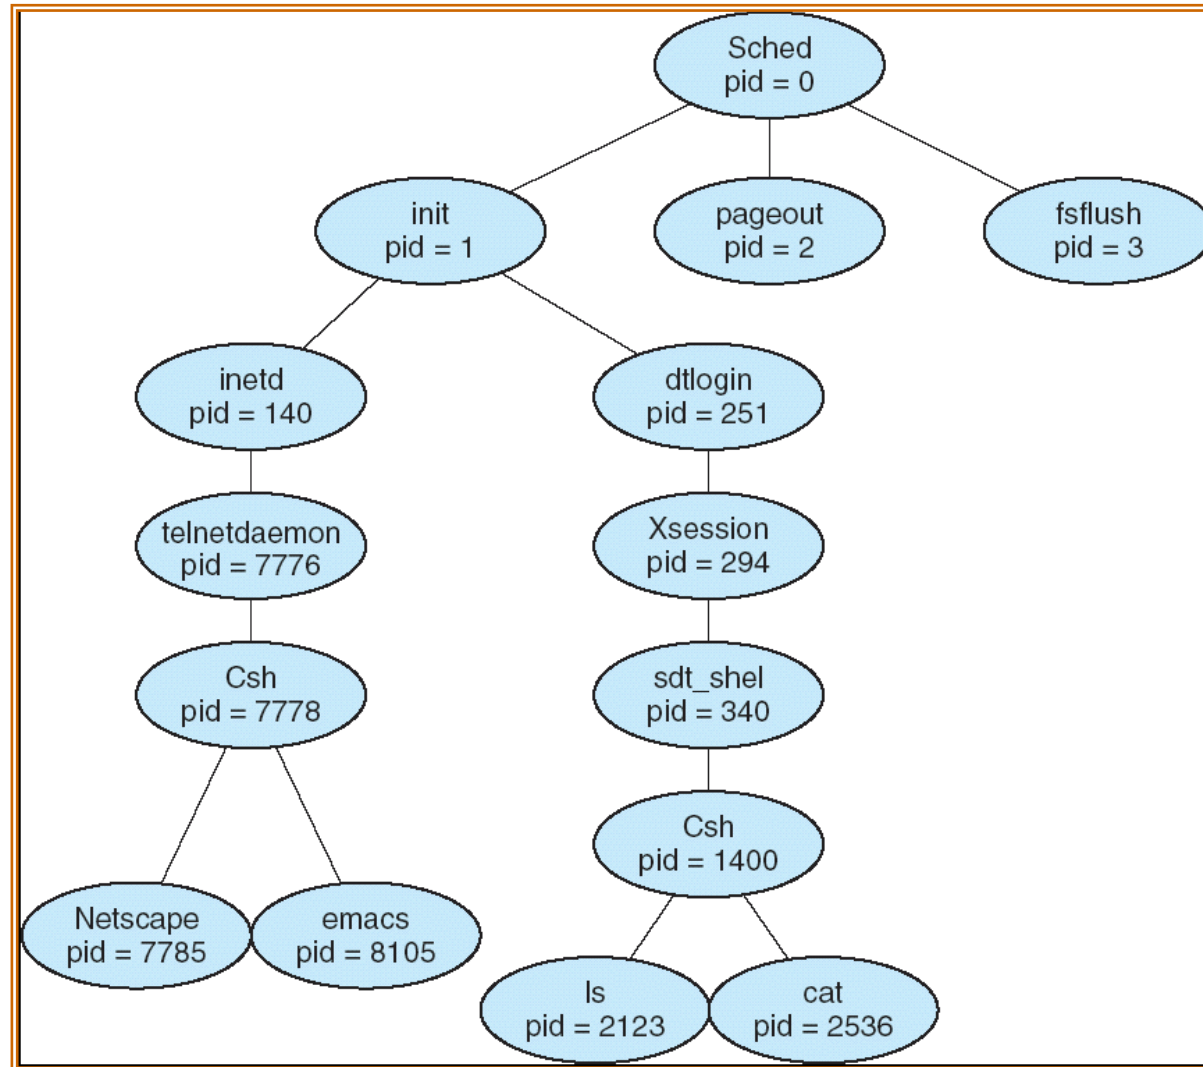 Sched
pid = 0
init
pid = 1
pageout
pid = 2
fsflush
pid = 3
inetd
pid = 140
dtlogin
pid = 251
telnetdaemon
pid = 7776
Xsession
pid = 294
Csh
pid = 7778
sdt_shel
pid = 340
Csh
pid = 1400
Netscape
pid = 7785
emacs
pid = 8105
ls
pid = 2123
cat
pid = 2536